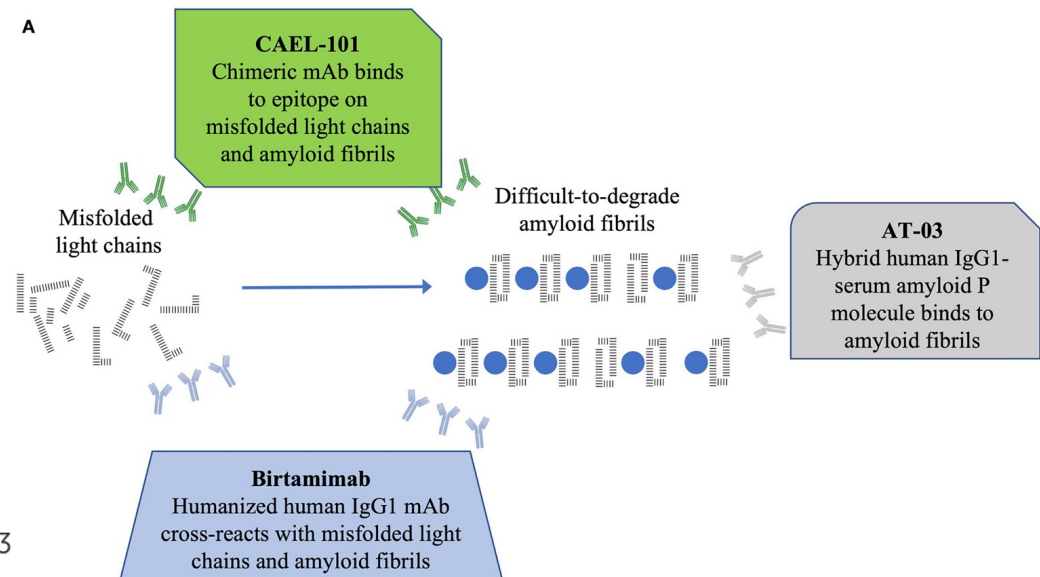 A
CAEL-101
Chimeric mAb binds
to epitope on
misfolded light chains
and amyloid fibrils
Misfolded
light chains
Difficult-to-degrade
amyloid fibrils
AT-03
Hybrid human IgG1-
serum amyloid P
molecule binds to
amyloid fibrils
Birtamimab
Humanized human IgG1 mAb
cross-reacts with misfolded light
chains and amyloid fibrils
3